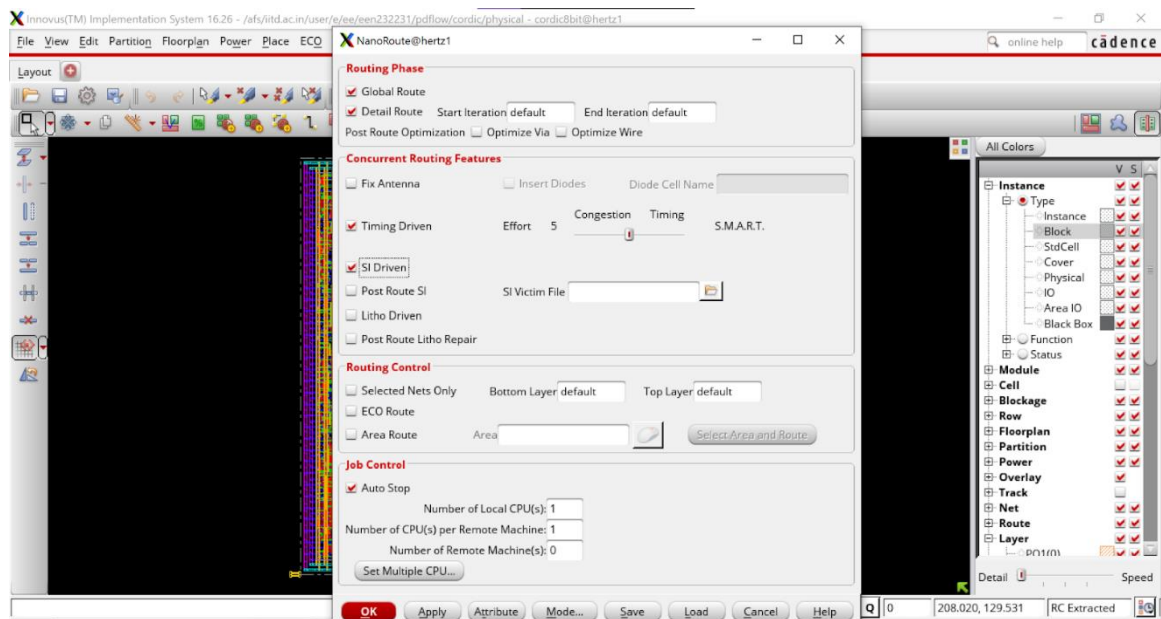 Innovus(TM) Implementation System 16.26 - /afs/iitd.ac.in/user/e/ee/een232231/pdflow/cordic/physical - cordic8bit@hertz1
File View Edit Partition Floorplan Power Place ECO
online help cādence
Layout
NanoRoute@hertz1
Routing Phase
Global Route
Detail Route Start Iteration default End Iteration default
Post Route Optimization Optimize Via Optimize Wire
Concurrent Routing Features
Fix Antenna Insert Diodes Diode Cell Name
Timing Driven Effort 5 Congestion Timing S.M.A.R.T.
SI Driven
Post Route SI SI Victim File
Litho Driven
Post Route Litho Repair
Routing Control
Selected Nets Only Bottom Layer default Top Layer default
ECO Route
Area Route Area Select Area and Route
Job Control
Auto Stop
Number of Local CPU(s): 1
Number of CPU(s) per Remote Machine: 1
Number of Remote Machine(s): 0
Set Multiple CPU...
OK Apply Attribute Mode... Save Load Cancel Help
All Colors
V S
Instance
Type
Instance
Block
StdCell
Cover
Physical
IO
Area IO
Black Box
Function
Status
Module
Cell
Blockage
Row
Floorplan
Partition
Power
Overlay
Track
Net
Route
Layer
PO1(0)
Detail Speed
Q 0 208.020, 129.531 RC Extracted